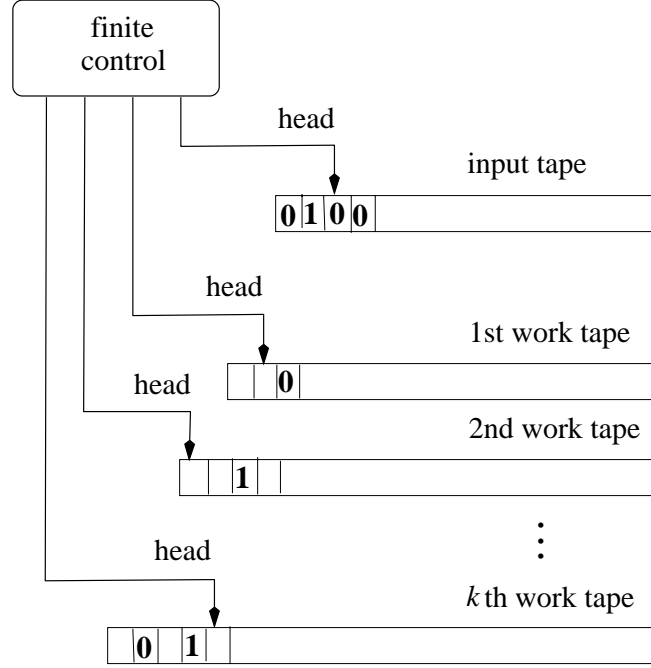 finite
control
head
input tape
0 1 0 0
head
1st work tape
0
head
2nd work tape
1
head
k th work tape
0 1